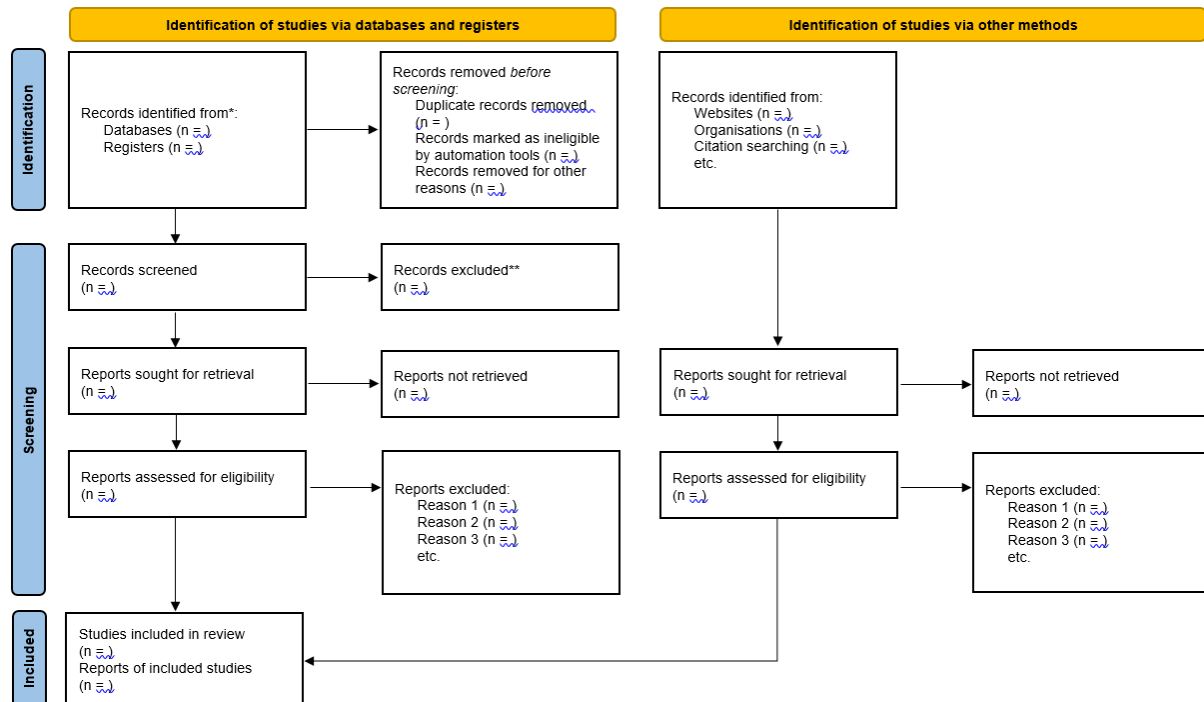 Identification of studies via databases and registers
Identification of studies via other methods
Identification
Records identified from*:
Databases (n = )
Registers (n = )
Records removed before
screening:
Duplicate records removed
(n = )
Records marked as ineligible
by automation tools (n = )
Records removed for other
reasons (n = )
Records identified from:
Websites (n = )
Organisations (n = )
Citation searching (n = )
etc.
Screening
Records screened
(n = )
Records excluded**
(n = )
Reports sought for retrieval
(n = )
Reports not retrieved
(n = )
Reports sought for retrieval
(n = )
Reports not retrieved
(n = )
Reports assessed for eligibility
(n = )
Reports excluded:
Reason 1 (n = )
Reason 2 (n = )
Reason 3 (n = )
etc.
Reports assessed for eligibility
(n = )
Reports excluded:
Reason 1 (n = )
Reason 2 (n = )
Reason 3 (n = )
etc.
Included
Studies included in review
(n = )
Reports of included studies
(n = )